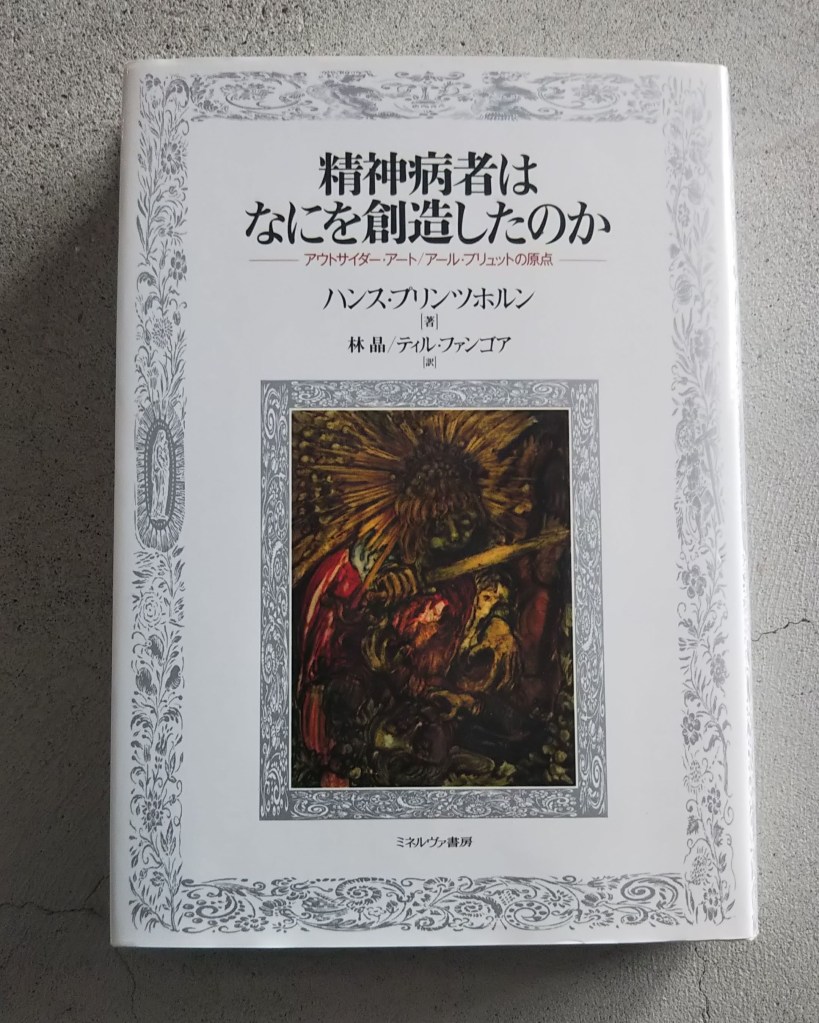 精神病者は
なにを創造したのか
アウトサイダー・アート/アール・ブリュットの原点
ハンス・プリンツホルン
[著]
林 晶/ティル・ファンゴア
[訳]
ミネルヴァ書房